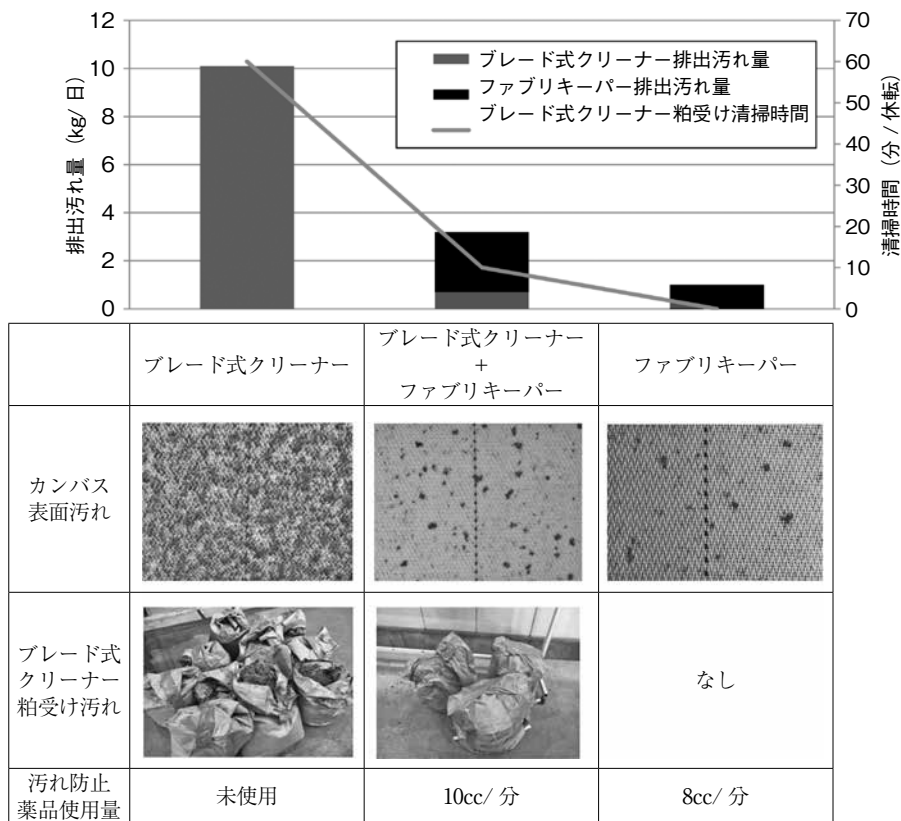 12
10
8
6
4
2
0
排出汚れ量（kg/ 日）
70
60
50
40
30
20
10
0
清掃時間（分 / 休転）
ブレード式クリーナー排出汚れ量
ファブリキーパー排出汚れ量
ブレード式クリーナー粕受け清掃時間
ブレード式クリーナー
ブレード式クリーナー
+
ファブリキーパー
ファブリキーパー
カンバス
表面汚れ
ブレード式
クリーナー
粕受け汚れ
なし
汚れ防止
薬品使用量
未使用
10cc/ 分
8cc/ 分